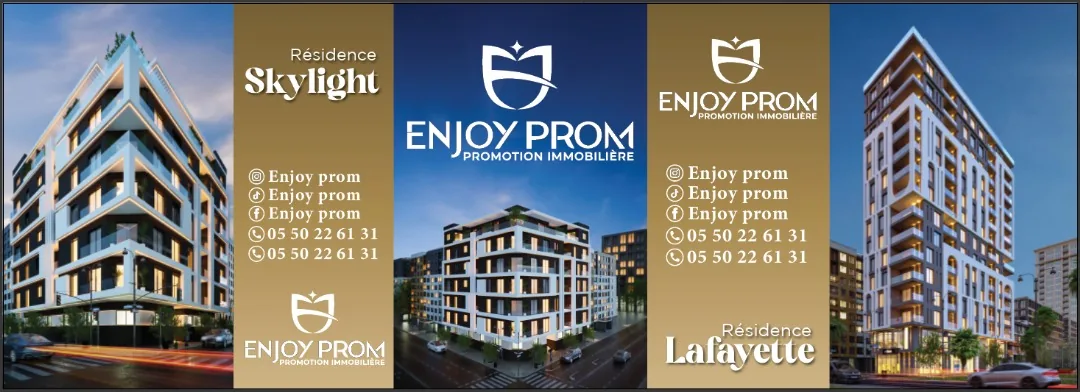 Résidence
Skylight
Enjoy prom
Enjoy prom
Enjoy prom
05 50 22 61 31
05 50 22 61 31
ENJOY PROM
PROMOTION IMMOBILIÈRE
ENJOY PROM
PROMOTION IMMOBILIÈRE
ENJOY PROM
PROMOTION IMMOBILIÈRE
Enjoy prom
Enjoy prom
Enjoy prom
05 50 22 61 31
05 50 22 61 31
Résidence
Lafayette